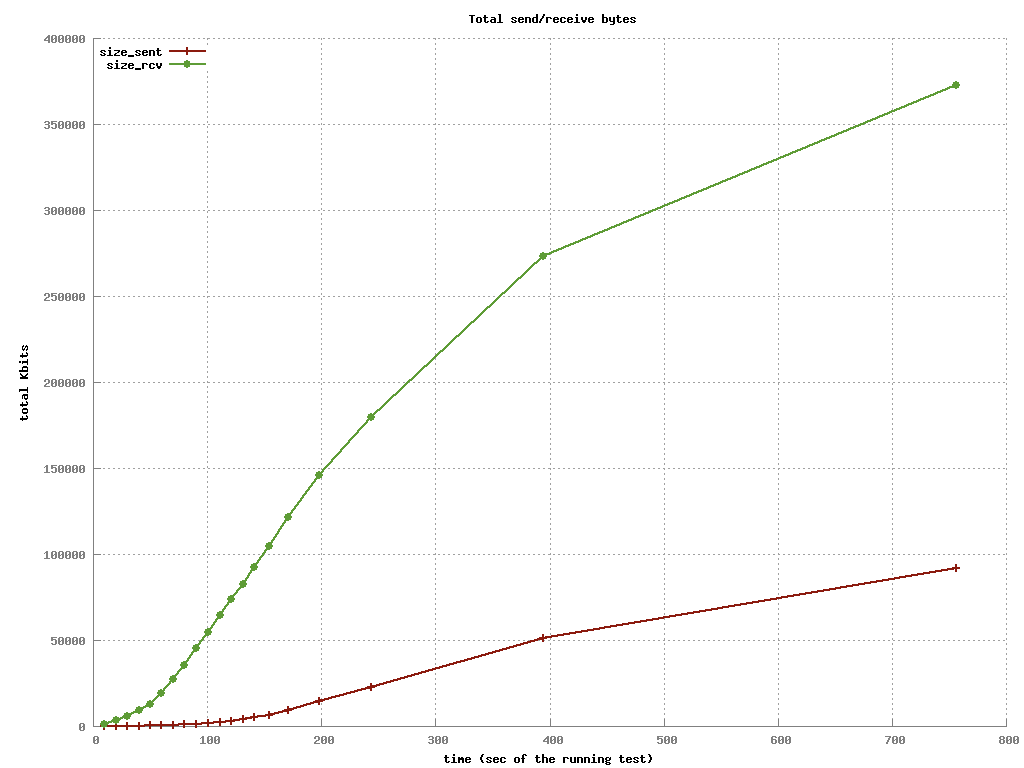 Total send/receive bytes
size_sent
size_rcv
400000
350000
300000
250000
200000
150000
100000
50000
0
total Kbits
0 100 200 300 400 500 600 700 800
time (sec of the running test)